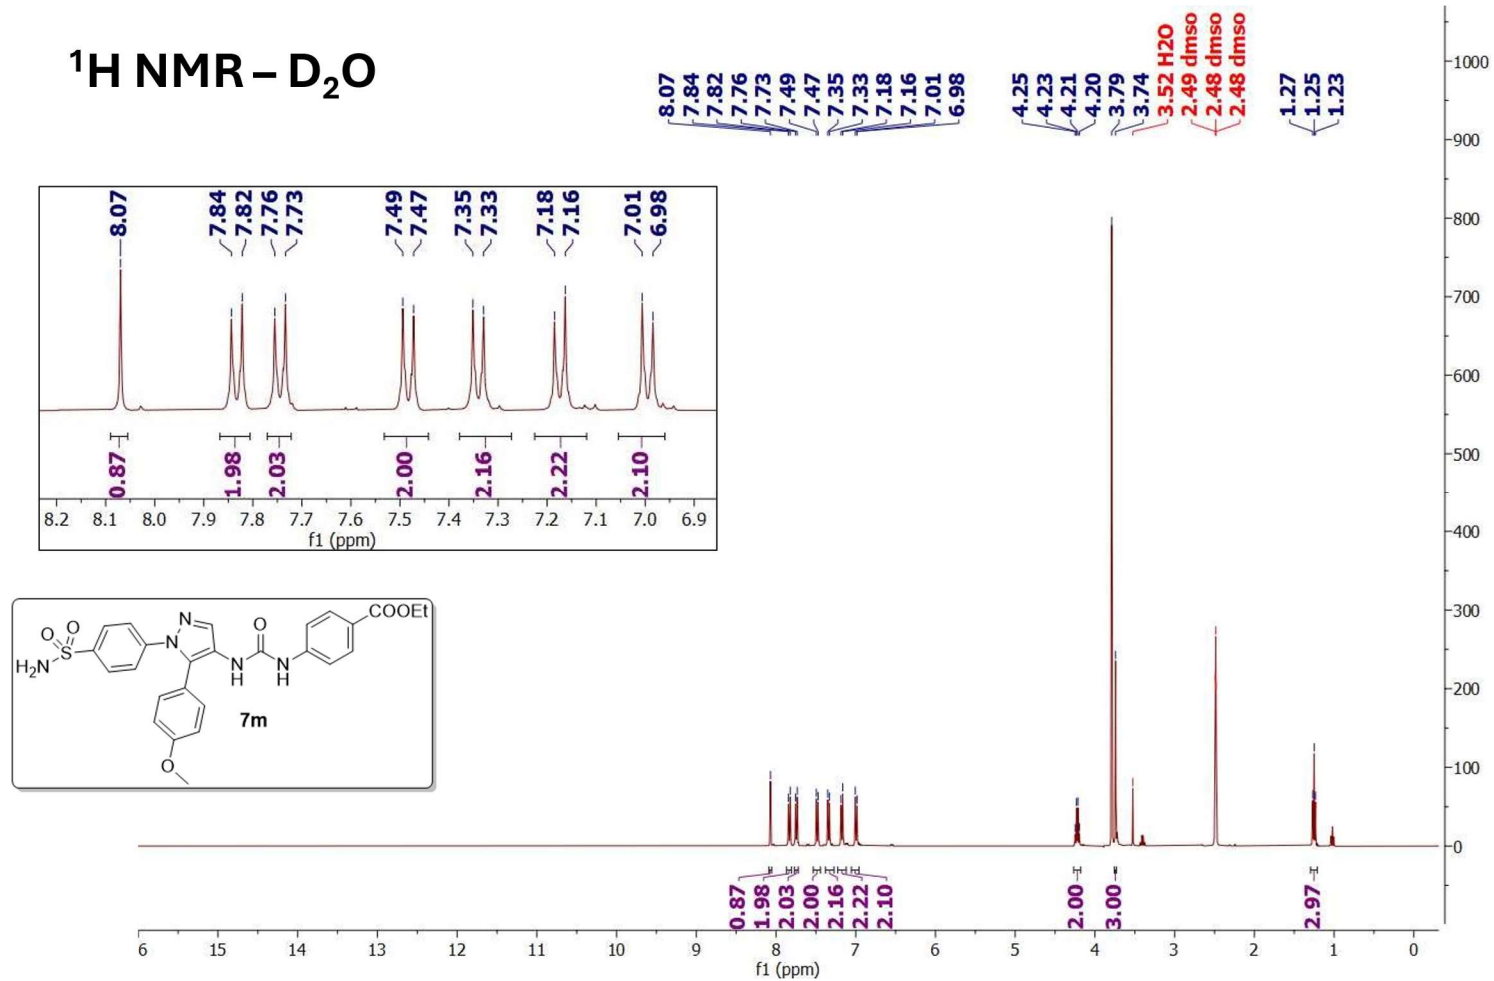 ¹H NMR – D₂O
8.07 7.84 7.82 7.76 7.73 7.49 7.47 7.35 7.33 7.18 7.16 7.01 6.98 4.25 4.23 4.21 4.20 3.79 3.74 3.52 H2O 2.49 dmso 2.48 dmso 2.48 dmso 1.27 1.25 1.23
8.07 7.84 7.82 7.76 7.73 7.49 7.47 7.35 7.33 7.18 7.16 7.01 6.98
0.87 1.98 2.03 2.00 2.16 2.22 2.10
8.2 8.1 8.0 7.9 7.8 7.7 7.6 7.5 7.4 7.3 7.2 7.1 7.0 6.9
f1 (ppm)
COOEt
N
O
O
O
N
S
N
H
N
H
H₂N
7m
O
1000
900
800
700
600
500
400
300
200
100
0
0.87 1.98 2.03 2.00 2.16 2.22 2.10 2.00 3.00 2.97
6 15 14 13 12 11 10 9 8 7 6 5 4 3 2 1 0
f1 (ppm)